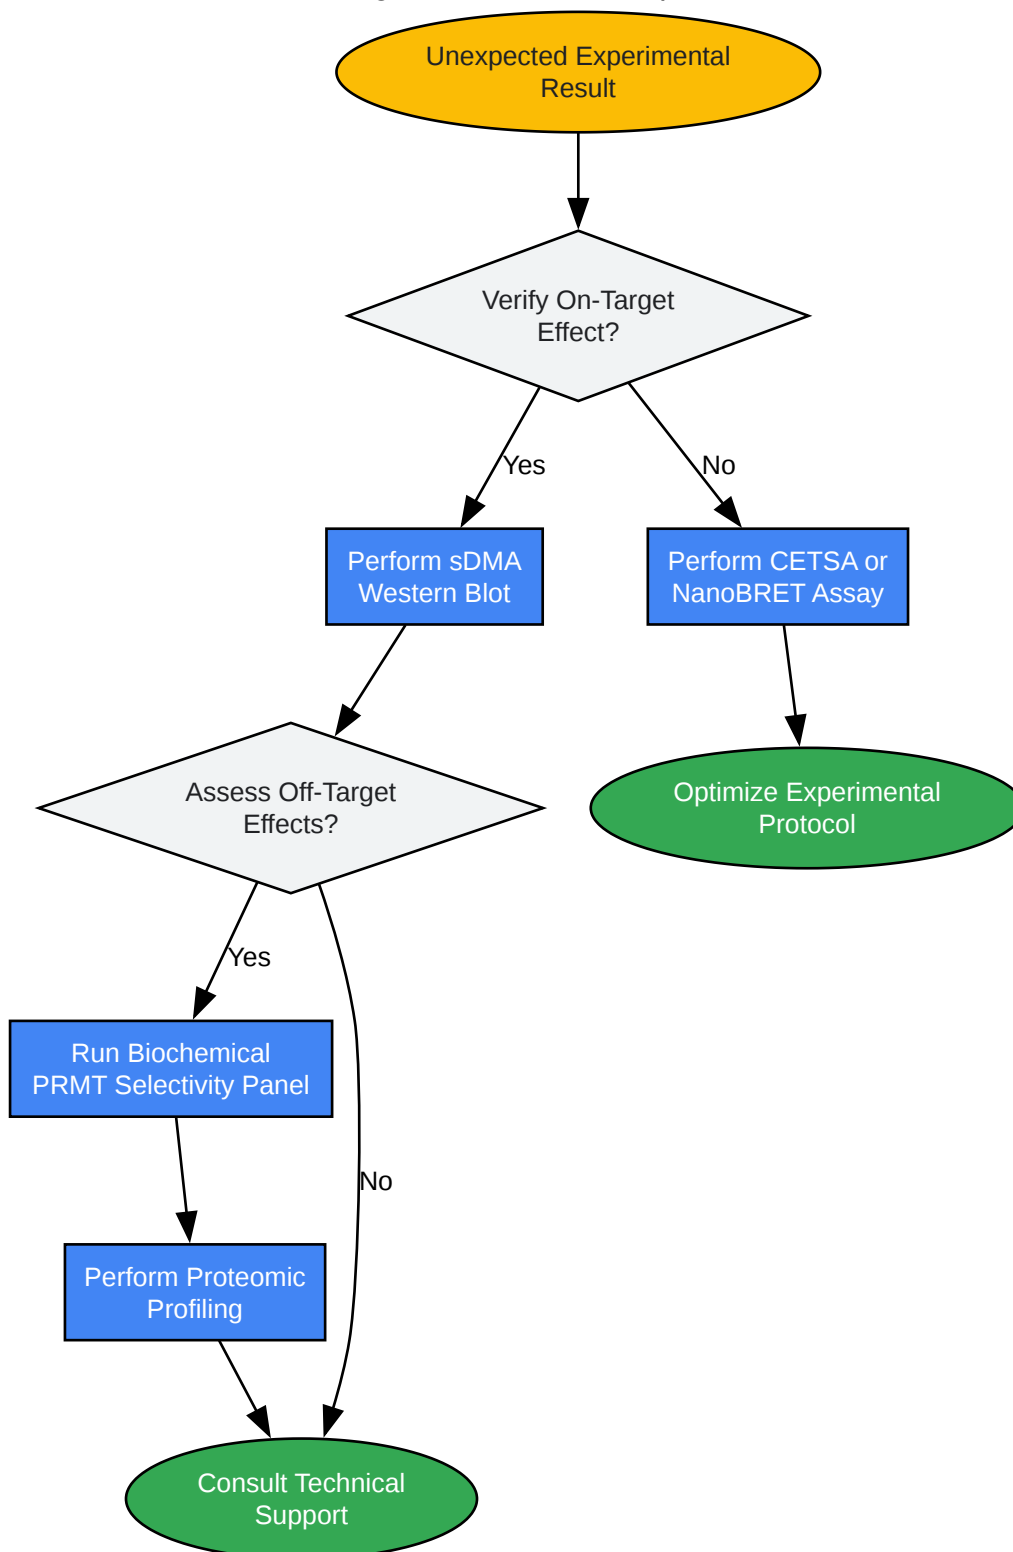 Unexpected Experimental
Result
Verify On-Target
Effect?
Yes
No
Perform sDMA
Western Blot
Perform CETSA or
NanoBRET Assay
Assess Off-Target
Effects?
Optimize Experimental
Protocol
Yes
Run Biochemical
PRMT Selectivity Panel
No
Perform Proteomic
Profiling
Consult Technical
Support